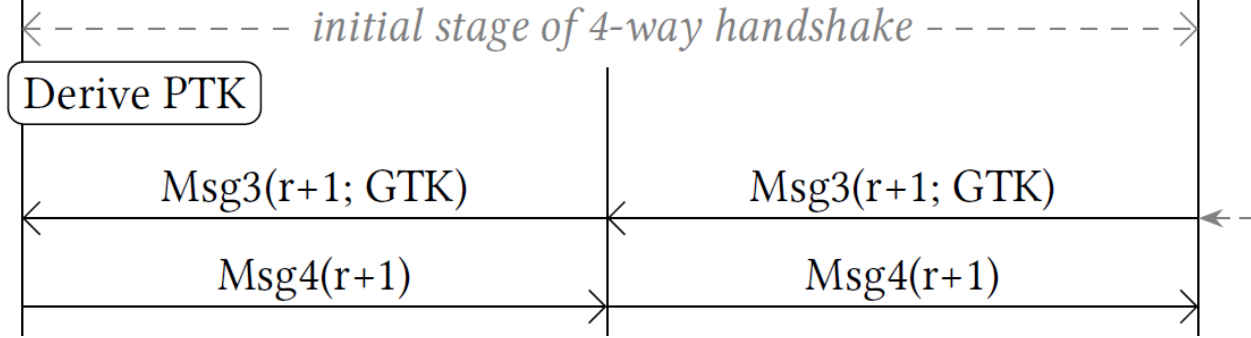 initial stage of 4-way handshake
Derive PTK
Msg3(r+1; GTK)
Msg3(r+1; GTK)
Msg4(r+1)
Msg4(r+1)